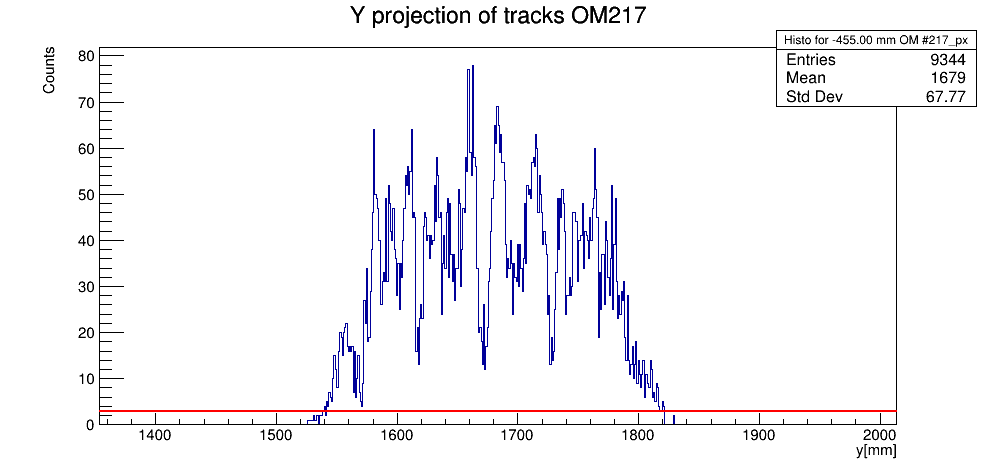 Y projection of tracks OM217
Histo for -455.00 mm OM #217_px
Entries 9344
Mean 1679
Std Dev 67.77
Counts
80
70
60
50
40
30
20
10
0
1400 1500 1600 1700 1800 1900 2000
y[mm]